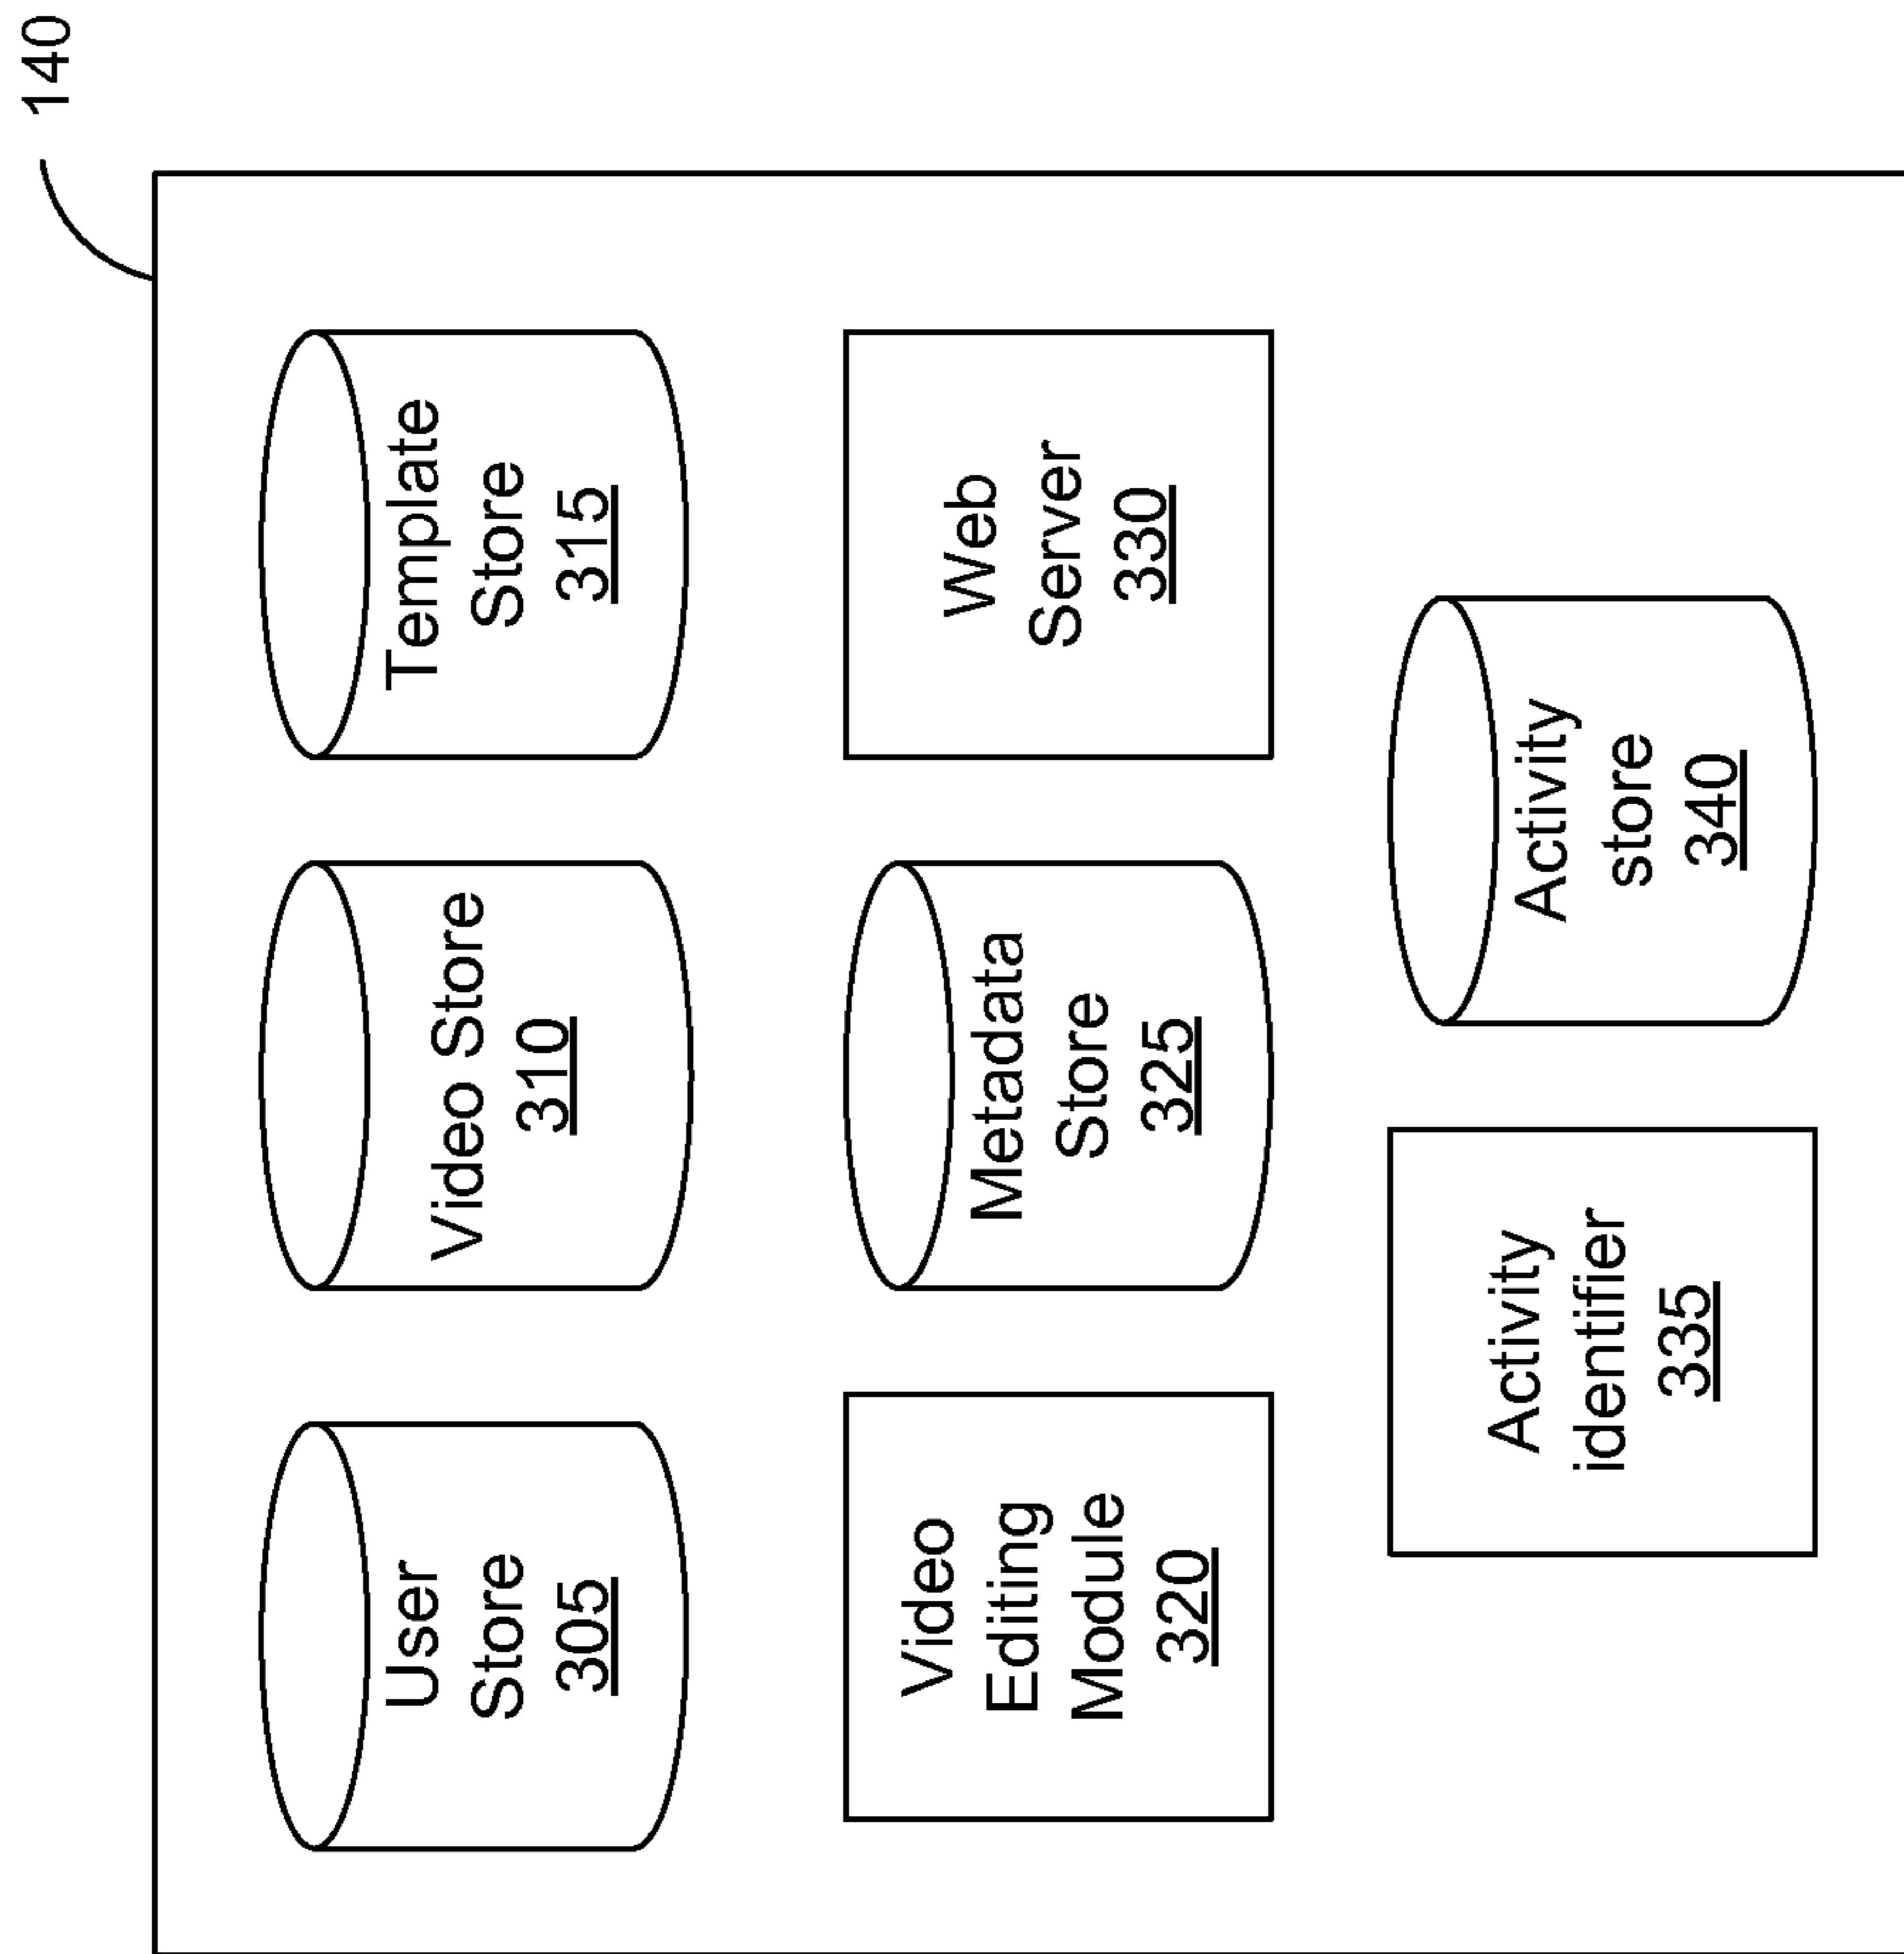 140
User
Store
305
Video Store
310
Template
Store
315
Video
Editing
Module
320
Metadata
Store
325
Web
Server
330
Activity
identifier
335
Activity
store
340